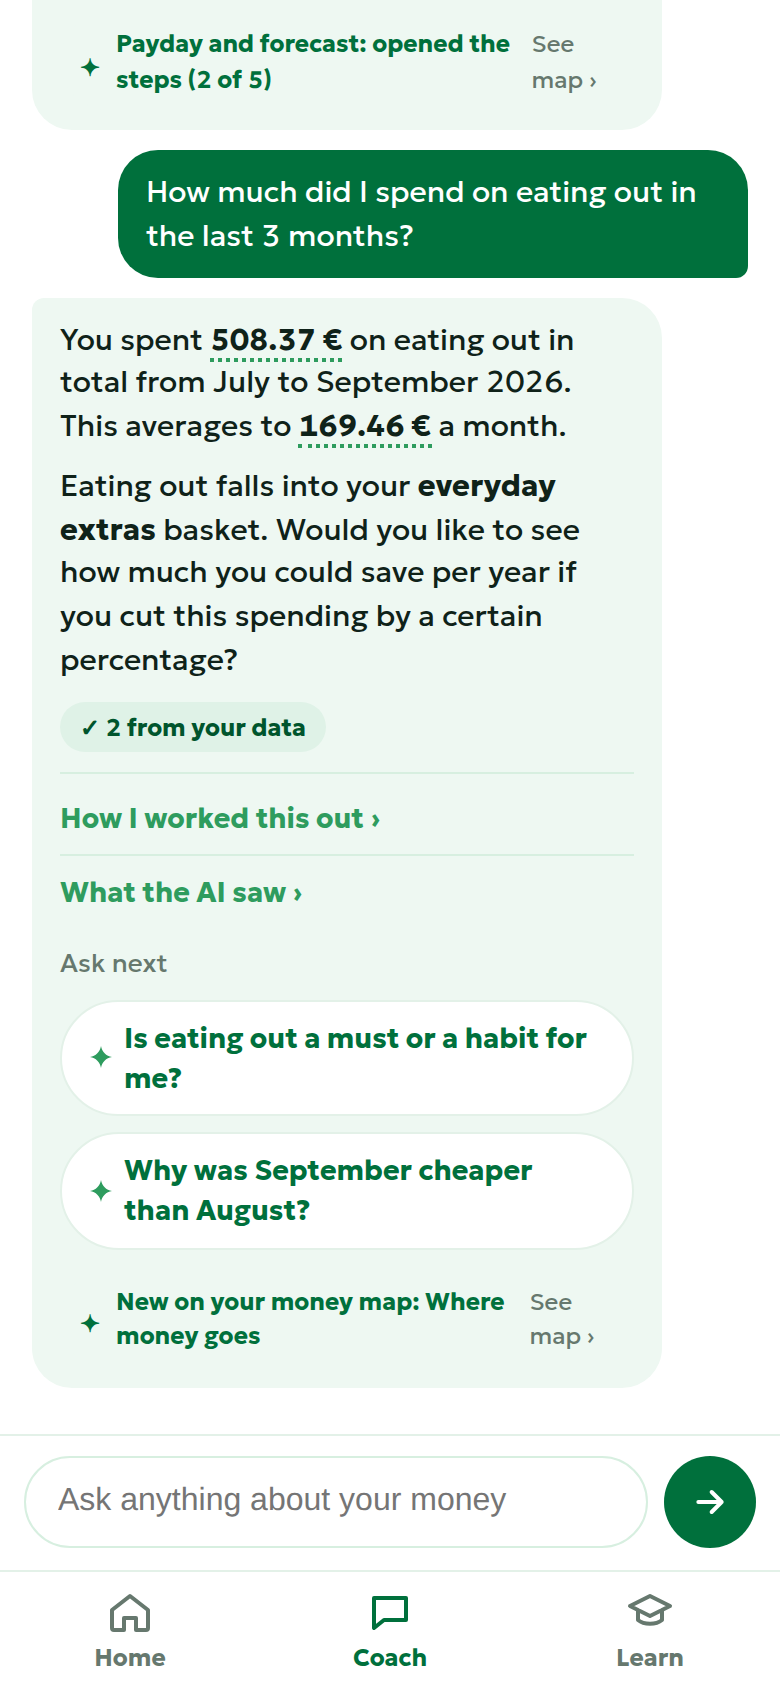 Payday and forecast: opened the
steps (2 of 5)
See
map ›
How much did I spend on eating out in
the last 3 months?
You spent 508.37 € on eating out in
total from July to September 2026.
This averages to 169.46 € a month.
Eating out falls into your everyday
extras basket. Would you like to see
how much you could save per year if
you cut this spending by a certain
percentage?
✓ 2 from your data
How I worked this out ›
What the AI saw ›
Ask next
Is eating out a must or a habit for
me?
Why was September cheaper
than August?
New on your money map: Where
money goes
See
map ›
Ask anything about your money
Home
Coach
Learn